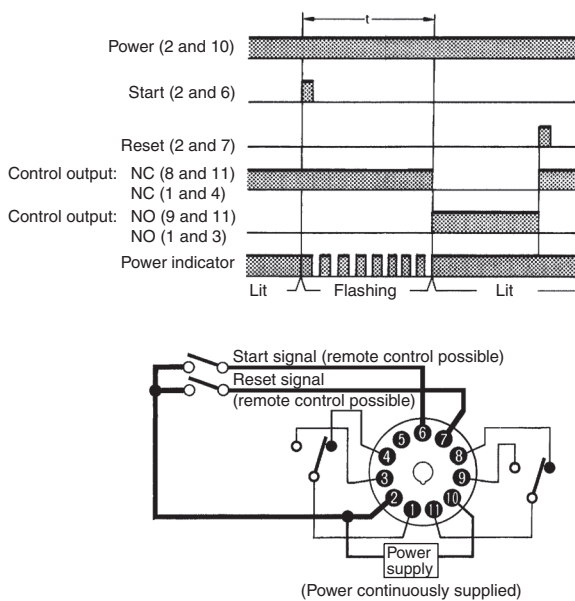 t
Power (2 and 10)
Start (2 and 6)
Reset (2 and 7)
Control output: NC (8 and 11)
NC (1 and 4)
Control output: NO (9 and 11)
NO (1 and 3)
Power indicator
Lit Flashing Lit
Start signal (remote control possible)
Reset signal
(remote control possible)
6
5 7
4 8
3 9
2 10
1 11
Power
supply
(Power continuously supplied)